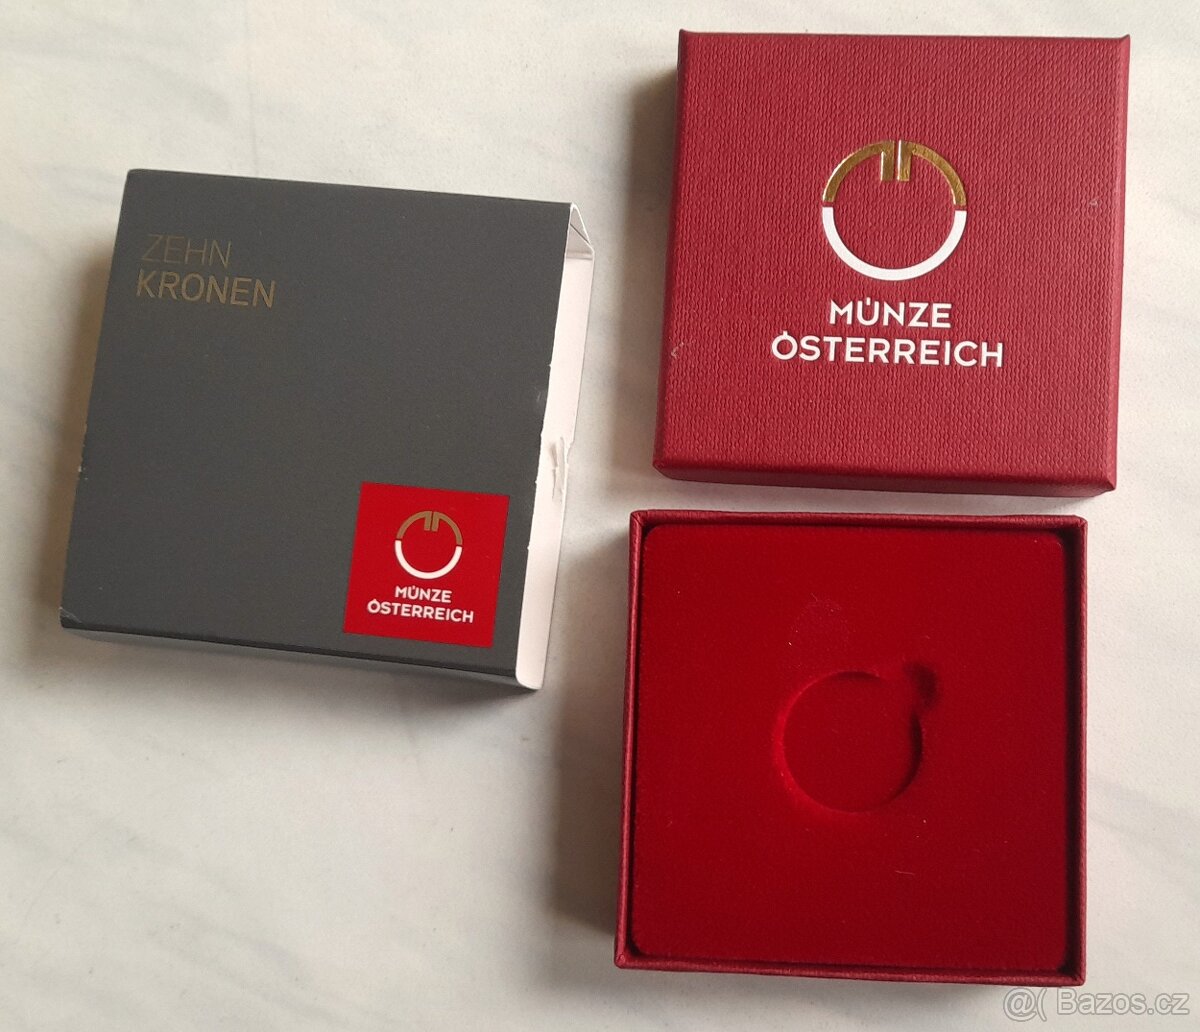 ZEHN
KRONEN
MÜNZE
ÖSTERREICH
MÜNZE
ÖSTERREICH
@( Bazos.cz